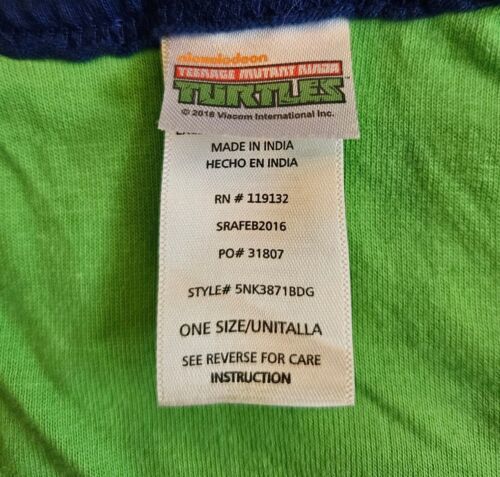 nickelodeon
TEENAGE MUTANT NINJA
TURTLES
™
© 2016 Viacom International Inc.
MADE IN INDIA
HECHO EN INDIA
RN # 119132
SRAFEB2016
PO# 31807
STYLE# 5NK3871BDG
ONE SIZE/UNITALLA
SEE REVERSE FOR CARE
INSTRUCTION